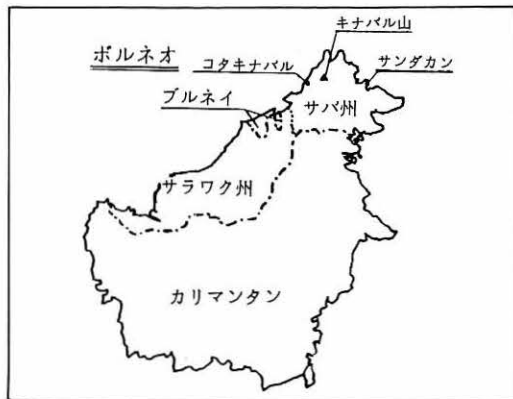 キナバル山
ボルネオ
コタキナバル
サンダカン
ブルネイ
サバ州
サラワク州
カリマンタン